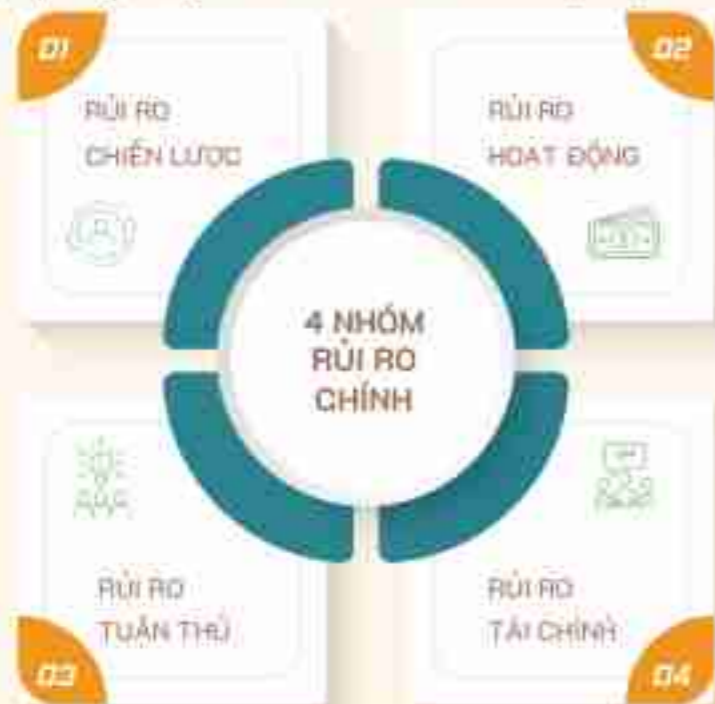 01
RỦI RO
CHIẾN LƯỢC
02
RỦI RO
HOẠT ĐỘNG
4 NHÓM
RỦI RO
CHÍNH
RỦI RO
TUÂN THỦ
03
RỦI RO
TÀI CHÍNH
04